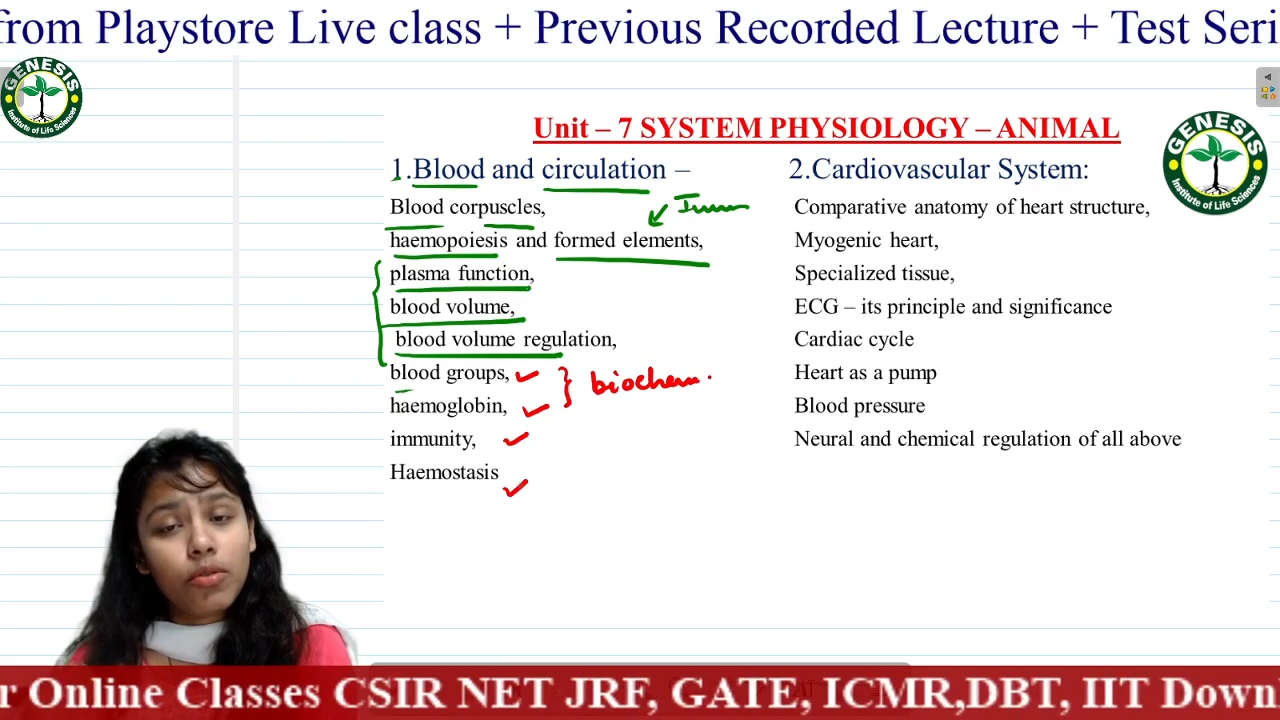 from Playstore Live class + Previous Recorded Lecture + Test Seri
GENESIS
Institute of Life Sciences
Unit – 7 SYSTEM PHYSIOLOGY – ANIMAL
GENESIS
Institute of Life Sciences
1.Blood and circulation –
Blood corpuscles,
haemopoiesis and formed elements,
plasma function,
blood volume,
blood volume regulation,
blood groups,
haemoglobin,
biochem.
immunity,
Haemostasis
2.Cardiovascular System:
Comparative anatomy of heart structure,
Myogenic heart,
Specialized tissue,
ECG – its principle and significance
Cardiac cycle
Heart as a pump
Blood pressure
Neural and chemical regulation of all above
r Online Classes CSIR NET JRF, GATE, ICMR,DBT, IIT Downl